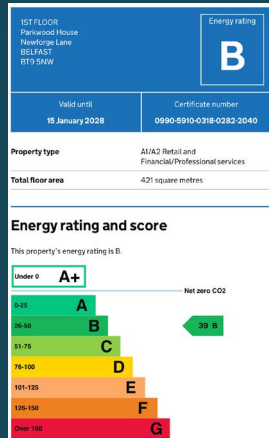 1ST FLOOR
Parkwood House
Newforge Lane
BELFAST
BT9 5NW
Energy rating
B
Valid until
15 January 2028
Certificate number
0990-5910-0318-0282-2040
Property type
A1/A2 Retail and
Financial/Professional services
Total floor area
421 square metres
Energy rating and score
This property's energy rating is B.
Under 0 A+
Net zero CO2
0-25 A
26-50 B
39 B
51-75 C
76-100 D
101-125 E
126-150 F
Over 150 G